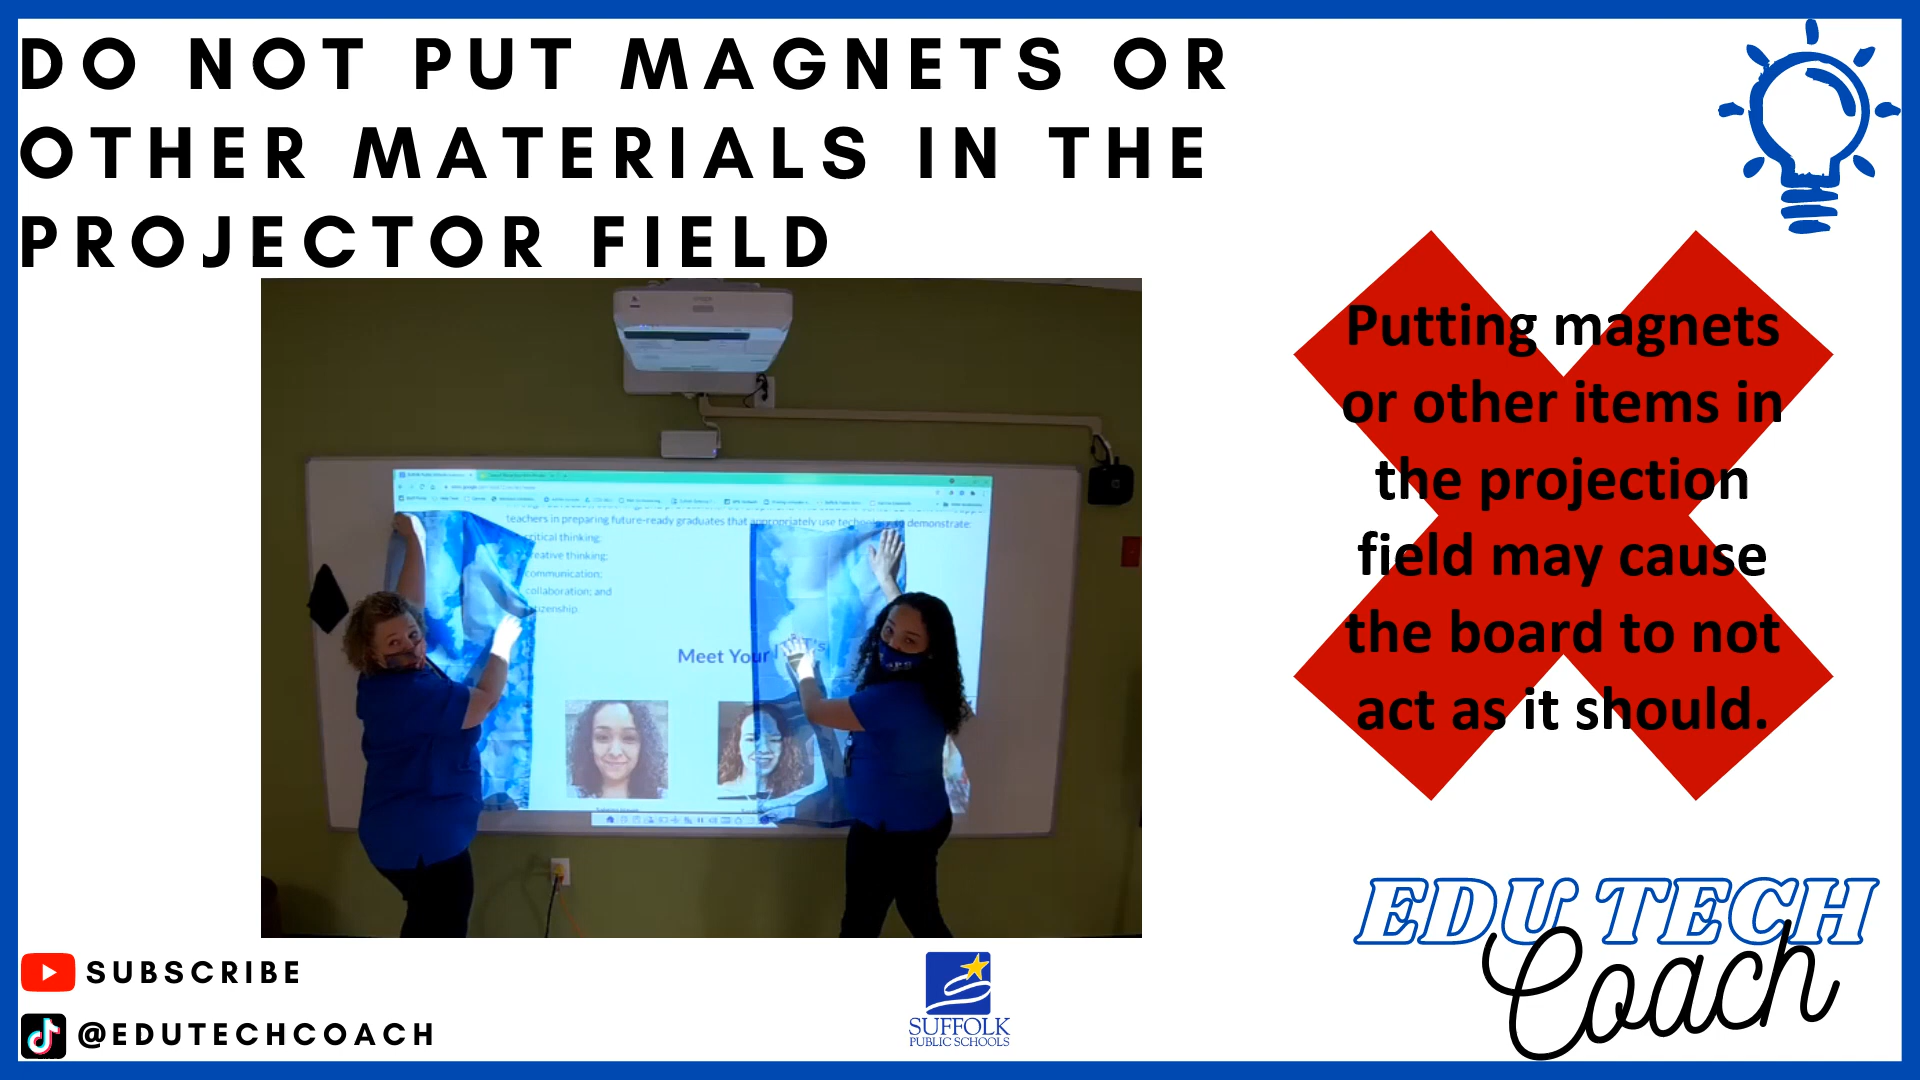 DO NOT PUT MAGNETS OR
OTHER MATERIALS IN THE
PROJECTOR FIELD
Putting magnets
or other items in
the projection
field may cause
the board to not
act as it should.
teachers in preparing future-ready graduates that appropriately use technology to demonstrate:
critical thinking;
creative thinking;
communication;
collaboration; and
citizenship.
Meet Your
SUBSCRIBE
@EDUTECHCOACH
SUFFOLK
PUBLIC SCHOOLS
EDU TECH
Coach